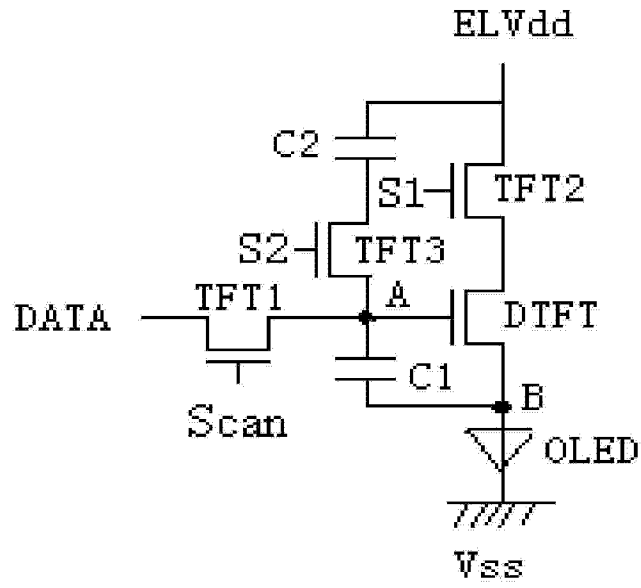 ELVdd
C2
S1
TFT2
S2
TFT3
TFT1
A
DATA
DTFT
C1
B
Scan
OLED
Vss